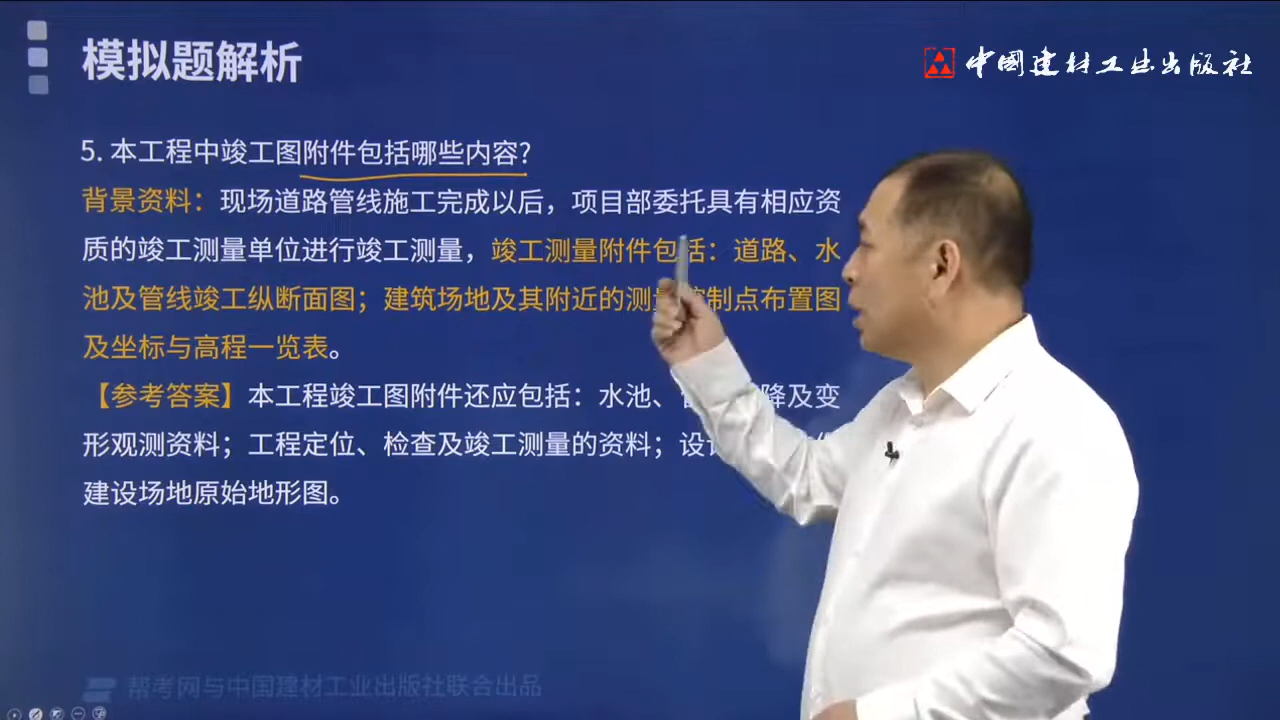 模拟题解析
中国建材工业出版社
5. 本工程中竣工图附件包括哪些内容?
背景资料：现场道路管线施工完成以后，项目部委托具有相应资
质的竣工测量单位进行竣工测量，竣工测量附件包括：道路、水
池及管线竣工纵断面图；建筑场地及其附近的测 制点布置图
及坐标与高程一览表。
【参考答案】本工程竣工图附件还应包括：水池、 降及变
形观测资料；工程定位、检查及竣工测量的资料；设
建设场地原始地形图。
帮考网与中国建材工业出版社联合出品